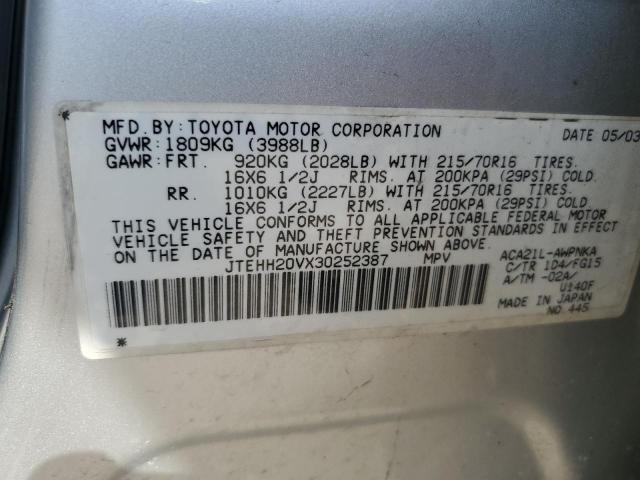 MFD. BY: TOYOTA MOTOR CORPORATION DATE 05/03
GVWR: 1809KG (3988LB)
GAWR: FRT. 920KG (2028LB) WITH 215/70R16 TIRES.
16X6 1/2J RIMS. AT 200KPA (29PSI) COLD.
RR. 1010KG (2227LB) WITH 215/70R16 TIRES.
16X6 1/2J RIMS. AT 200KPA (29PSI) COLD.
THIS VEHICLE CONFORMS TO ALL APPLICABLE FEDERAL MOTOR
VEHICLE SAFETY AND THEFT PREVENTION STANDARDS IN EFFECT
ON THE DATE OF MANUFACTURE SHOWN ABOVE.
*JTEHH20VX30252387* MPV
ACA21L-AWPNKA
C/TR 1D4/FG15
A/TM -02A/
U140F
MADE IN JAPAN
NO.445